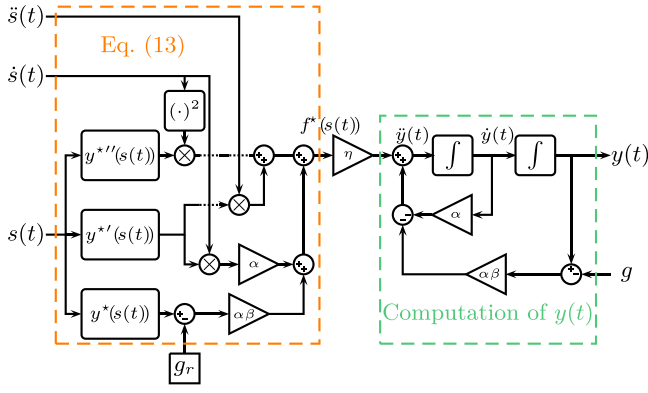 s̈(t)
Eq. (13)
ṡ(t)
(·)²
f⋆(s(t))
y⋆′′(s(t))
η
ÿ(t)
∫
ẏ(t)
∫
y(t)
y⋆′(s(t))
α
s(t)
α
αβ
g
y⋆(s(t))
αβ
Computation of y(t)
g_r